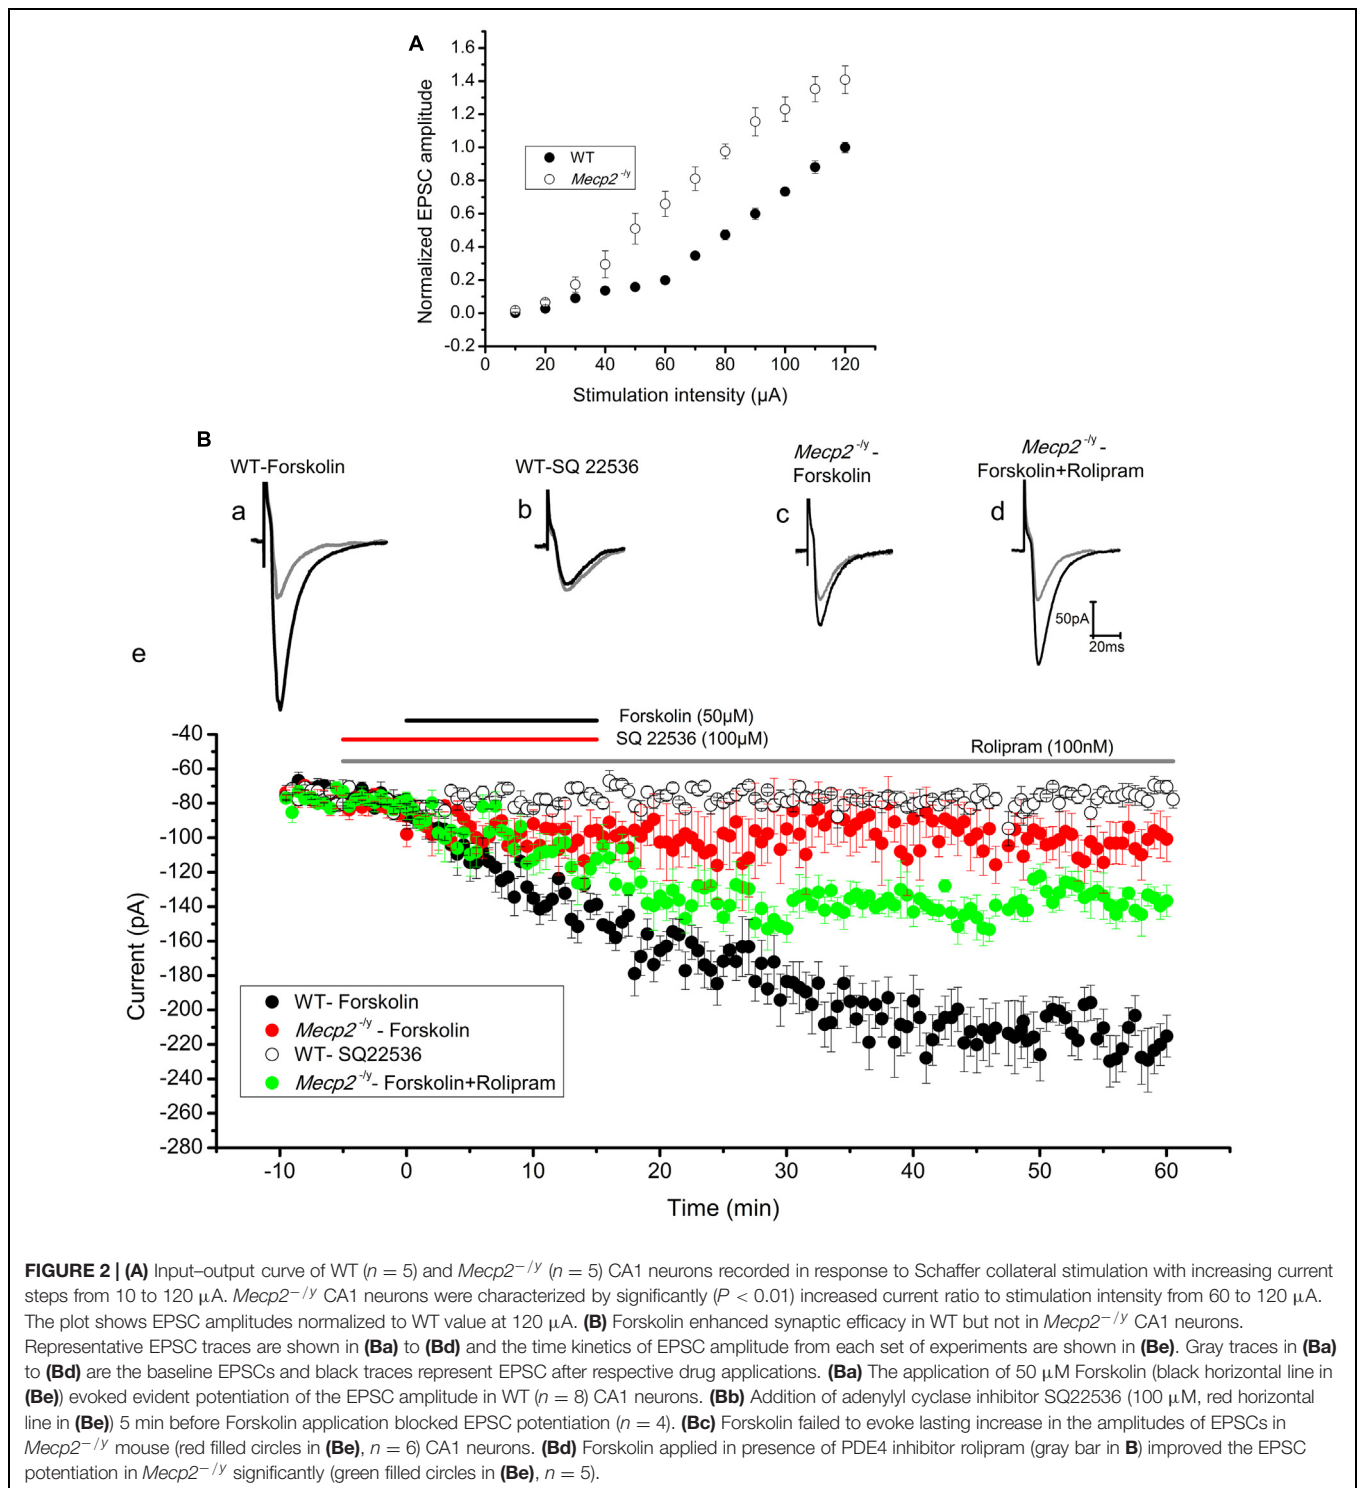 A
1.6
1.4
1.2
1.0
0.8
0.6
0.4
0.2
0.0
-0.2
Normalized EPSC amplitude
WT
Mecp2 -/y
0 20 40 60 80 100 120
Stimulation intensity (µA)
B
WT-Forskolin
WT-SQ 22536
Mecp2 -/y -
Forskolin
Mecp2 -/y -
Forskolin+Rolipram
a
b
c
d
50pA
20ms
e
Forskolin (50µM)
SQ 22536 (100µM)
Rolipram (100nM)
-40
-60
-80
-100
-120
-140
-160
-180
-200
-220
-240
-260
-280
Current (pA)
WT- Forskolin
Mecp2 -/y - Forskolin
WT- SQ22536
Mecp2 -/y - Forskolin+Rolipram
-10 0 10 20 30 40 50 60
Time (min)
FIGURE 2 | (A) Input–output curve of WT (n = 5) and Mecp2−/y (n = 5) CA1 neurons recorded in response to Schaffer collateral stimulation with increasing current
steps from 10 to 120 µA. Mecp2−/y CA1 neurons were characterized by significantly (P < 0.01) increased current ratio to stimulation intensity from 60 to 120 µA.
The plot shows EPSC amplitudes normalized to WT value at 120 µA. (B) Forskolin enhanced synaptic efficacy in WT but not in Mecp2−/y CA1 neurons.
Representative EPSC traces are shown in (Ba) to (Bd) and the time kinetics of EPSC amplitude from each set of experiments are shown in (Be). Gray traces in (Ba)
to (Bd) are the baseline EPSCs and black traces represent EPSC after respective drug applications. (Ba) The application of 50 µM Forskolin (black horizontal line in
(Be)) evoked evident potentiation of the EPSC amplitude in WT (n = 8) CA1 neurons. (Bb) Addition of adenylyl cyclase inhibitor SQ22536 (100 µM, red horizontal
line in (Be)) 5 min before Forskolin application blocked EPSC potentiation (n = 4). (Bc) Forskolin failed to evoke lasting increase in the amplitudes of EPSCs in
Mecp2−/y mouse (red filled circles in (Be), n = 6) CA1 neurons. (Bd) Forskolin applied in presence of PDE4 inhibitor rolipram (gray bar in B) improved the EPSC
potentiation in Mecp2−/y significantly (green filled circles in (Be), n = 5).